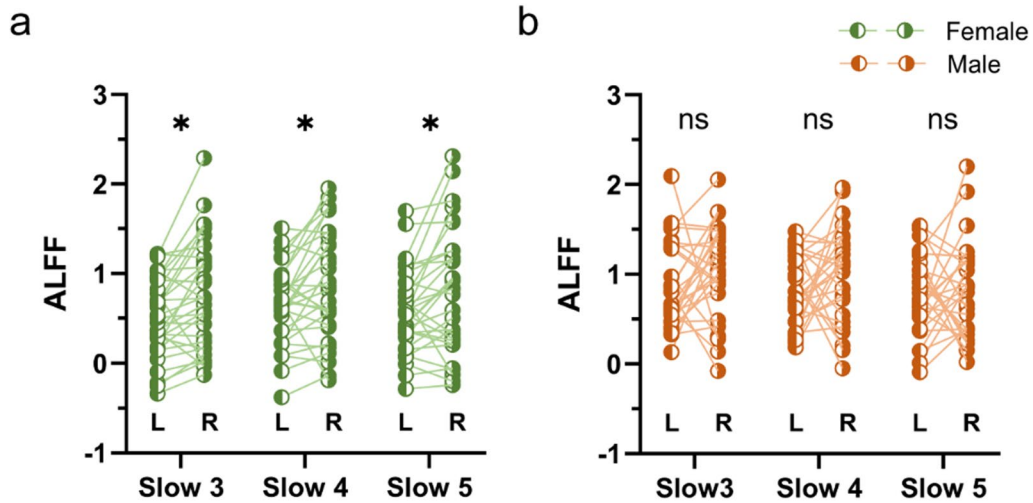 a
b
Female
Male
3
2
1
0
-1
ALFF
* * *
L R L R L R
Slow 3 Slow 4 Slow 5
3
2
1
0
-1
ALFF
ns ns ns
L R L R L R
Slow3 Slow 4 Slow 5